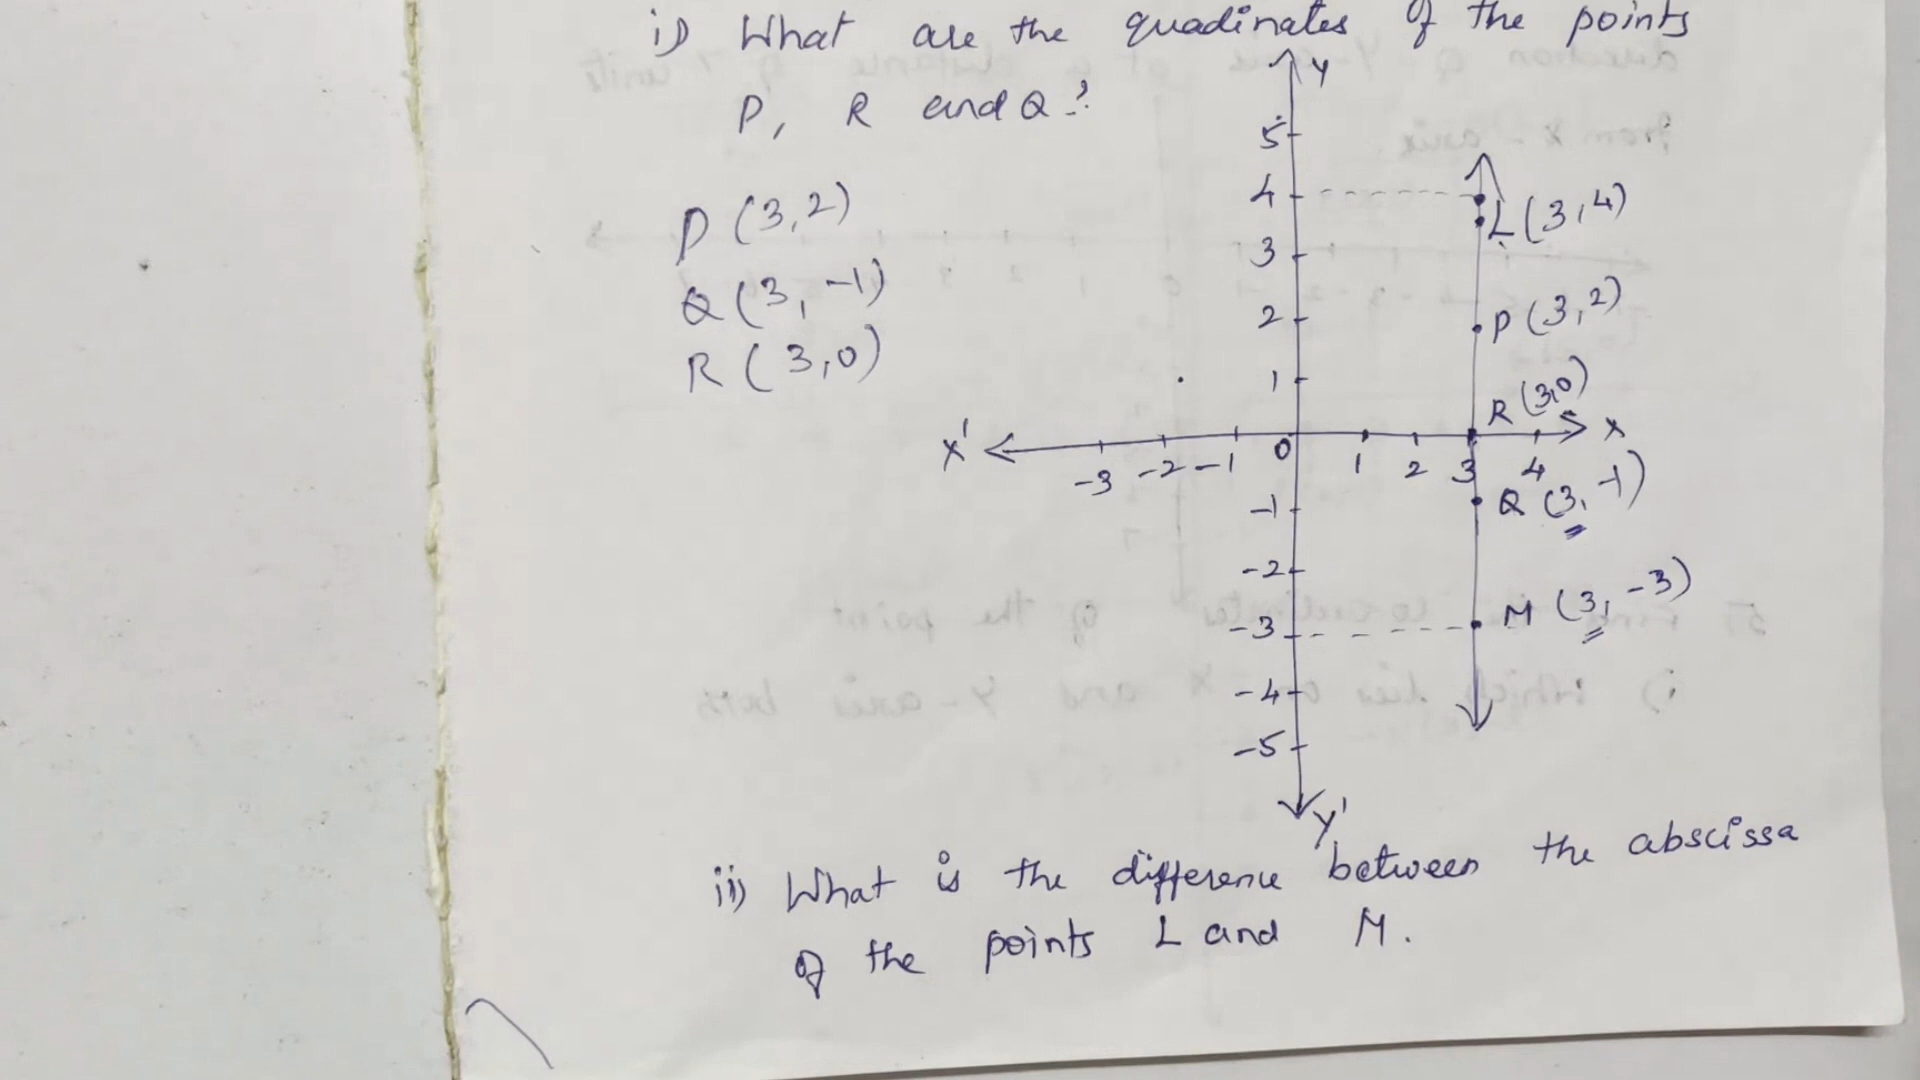 i) What are the quadinates of the points
P, R and Q?
P (3,2)
Q (3, -1)
R (3,0)
Y
5
4
3
2
1
L (3,4)
P (3,2)
R (3,0)
X' -3 -2 -1 0 1 2 3 4 X
Q (3, -1)
M (3, -3)
-1
-2
-3
-4
-5
Y'
ii) What is the difference between the abscissa
of the points L and M.